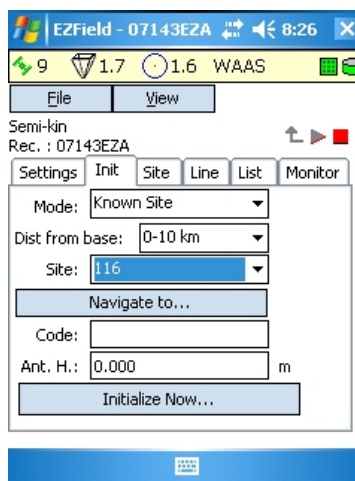 EZField - 07143EZA 8:26
9 1.7 1.6 WAAS
File View
Semi-kin
Rec. : 07143EZA
Settings Init Site Line List Monitor
Mode: Known Site
Dist from base: 0-10 km
Site: 116
Navigate to...
Code:
Ant. H.: 0.000 m
Initialize Now...